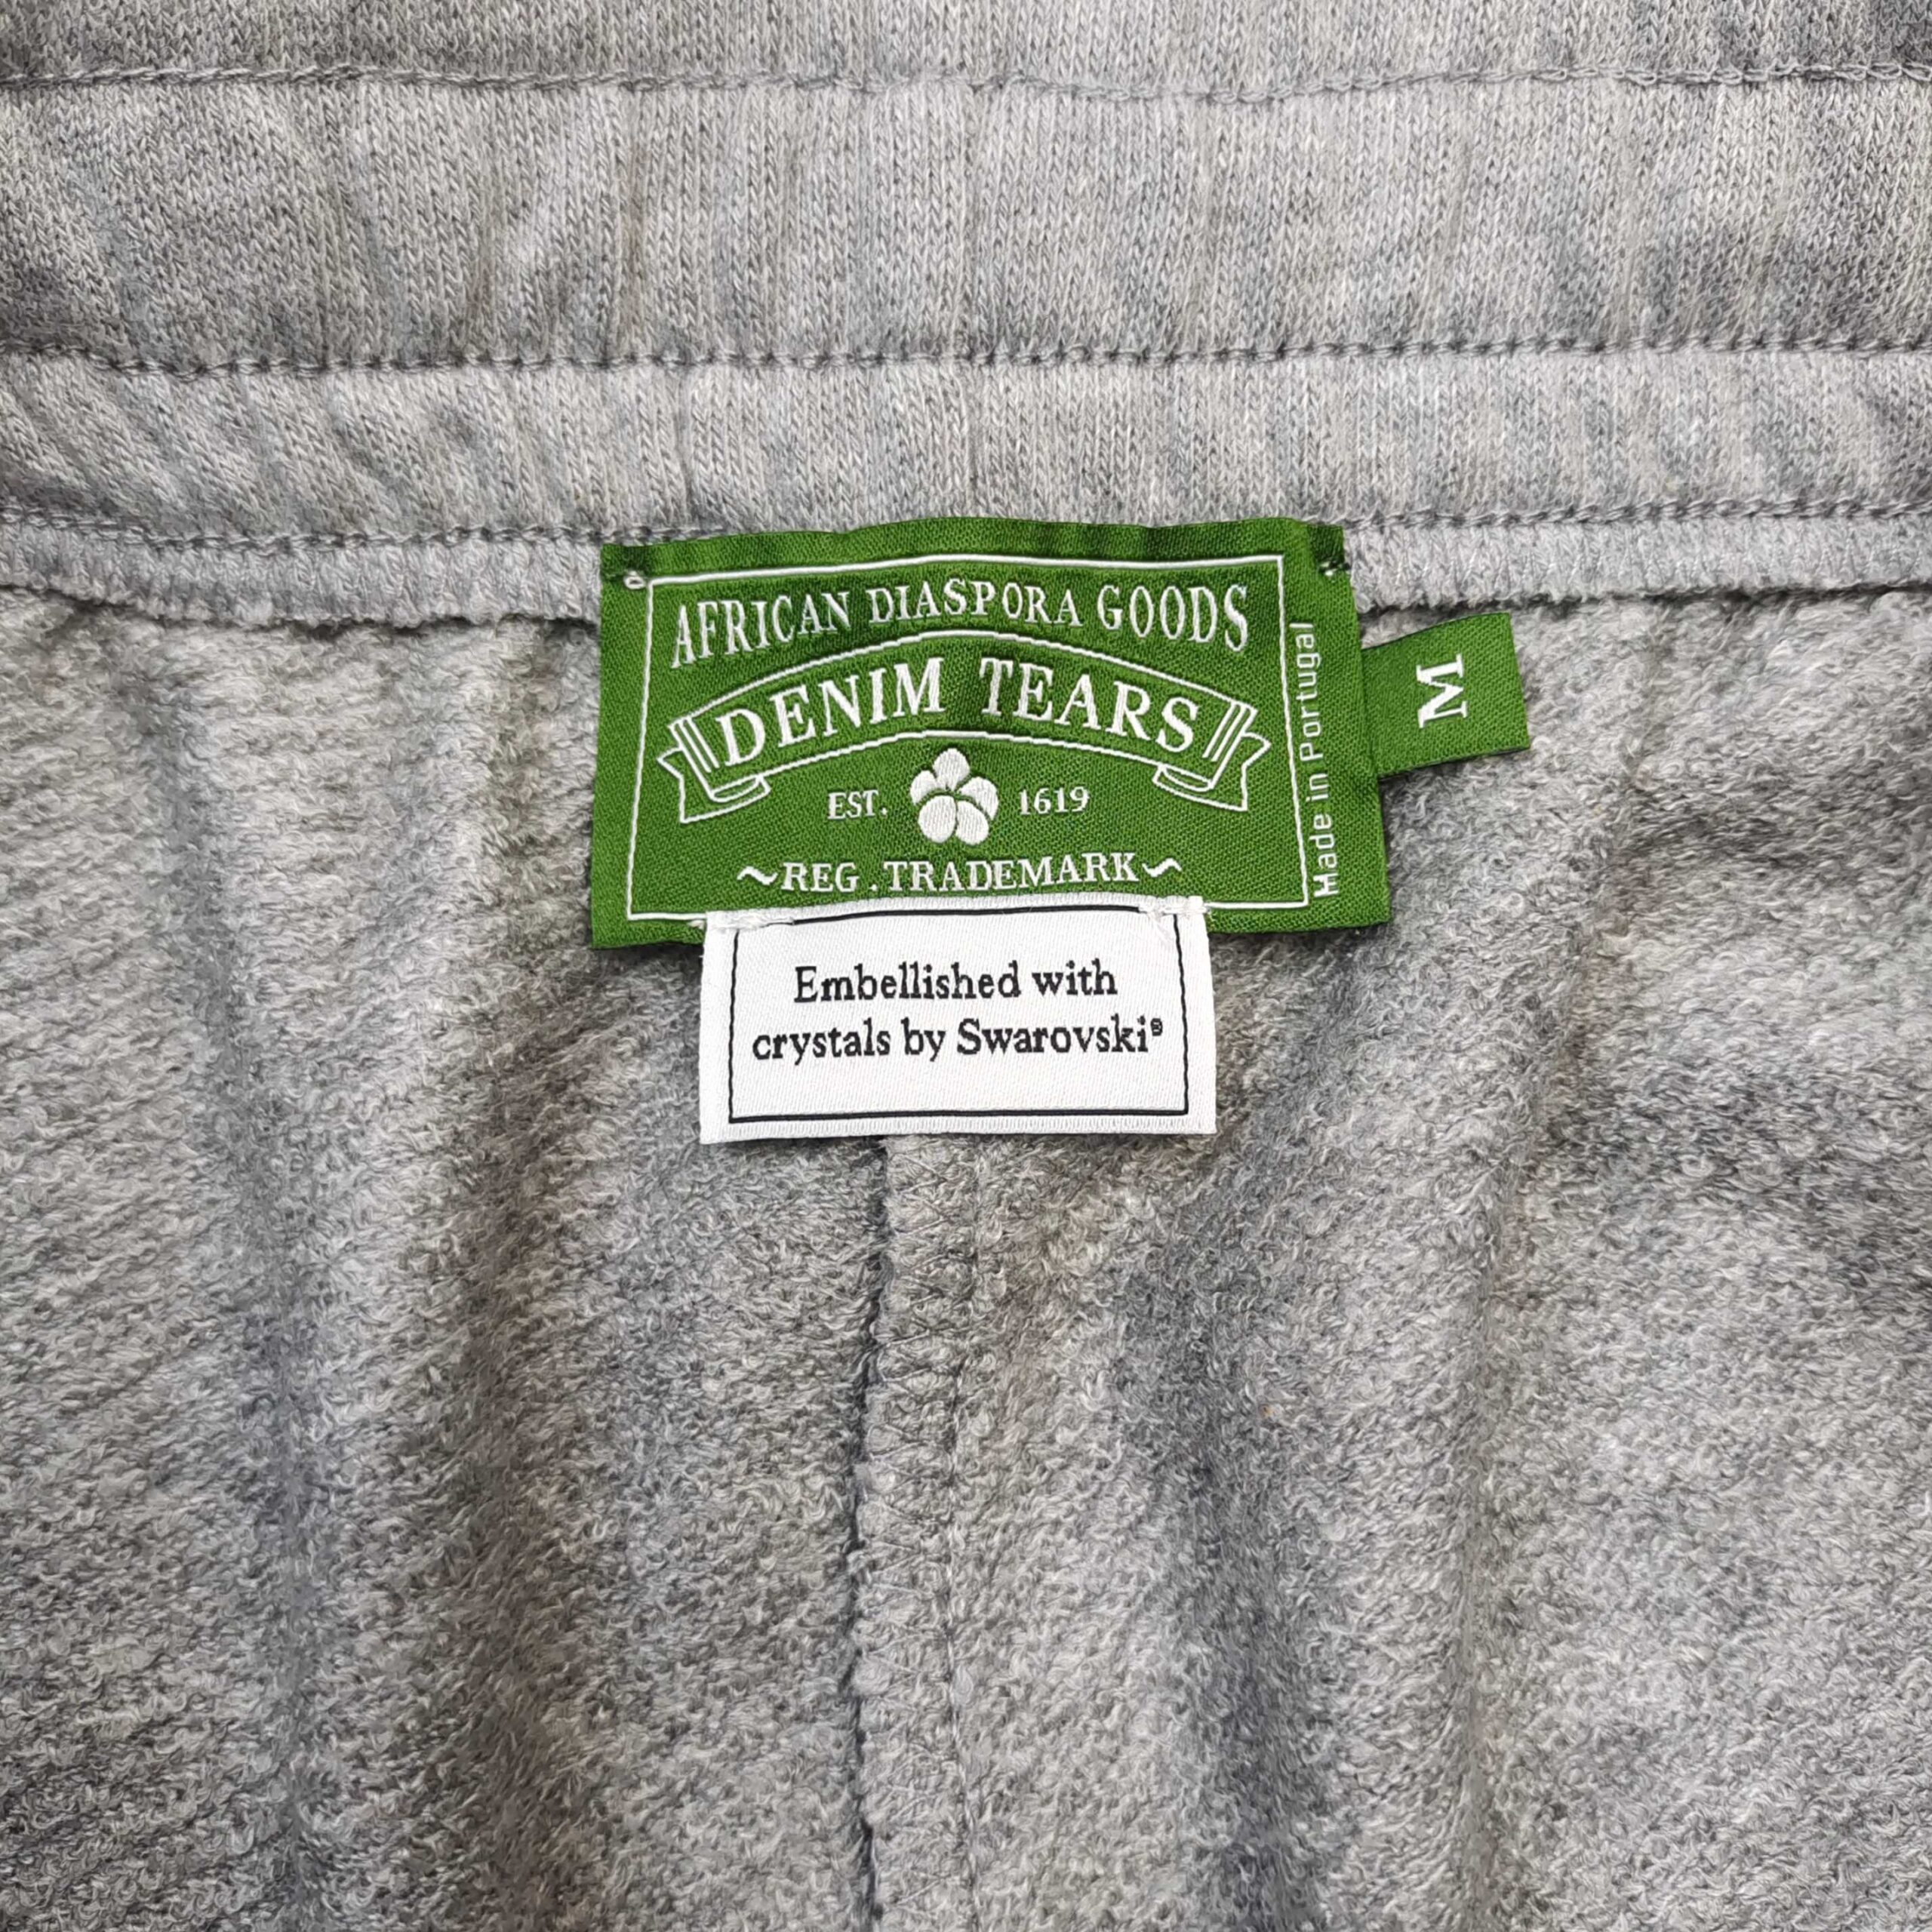 AFRICAN DIASPORA GOODS
DENIM TEARS
EST. 1619
~REG. TRADEMARK~
Made in Portugal
M
Embellished with
crystals by Swarovski®